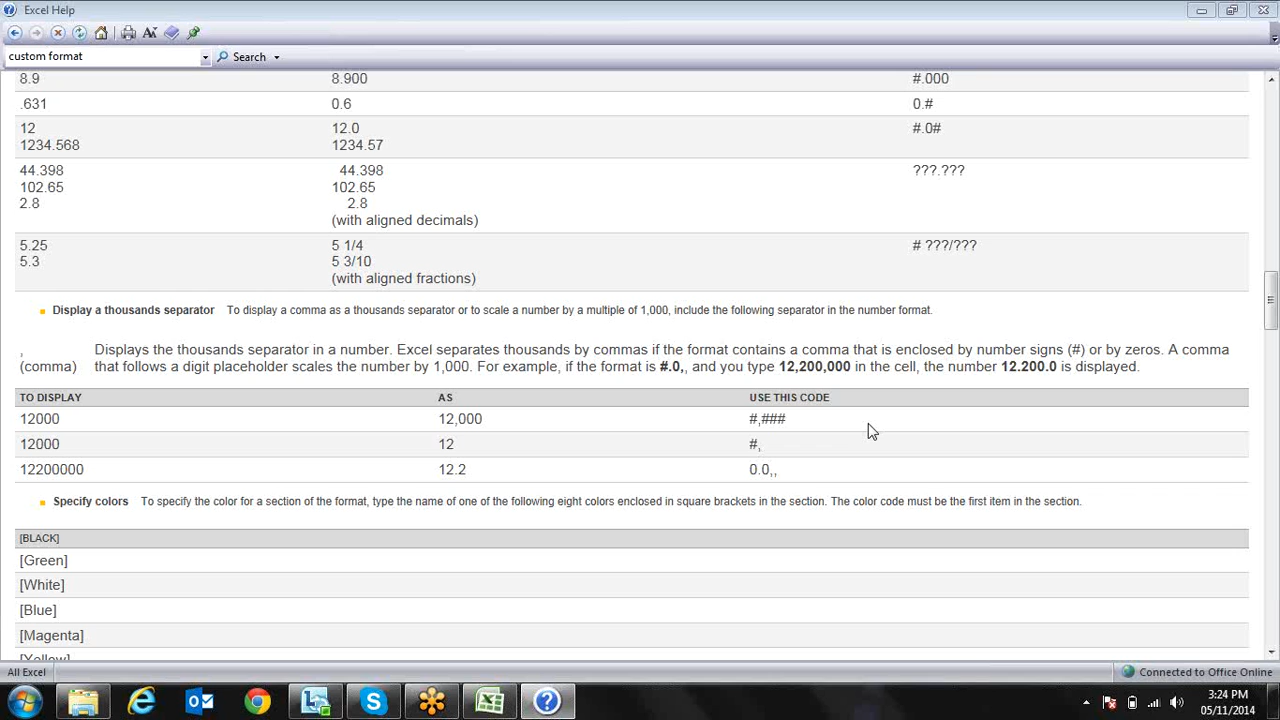 Excel Help
custom format
Search
8.9 8.900 #.000
.631 0.6 0.#
12 12.0 #.0#
1234.568 1234.57
44.398 44.398 ???.???
102.65 102.65
2.8 2.8
(with aligned decimals)
5.25 5 1/4 # ???/???
5.3 5 3/10
(with aligned fractions)
Display a thousands separator To display a comma as a thousands separator or to scale a number by a multiple of 1,000, include the following separator in the number format.
, Displays the thousands separator in a number. Excel separates thousands by commas if the format contains a comma that is enclosed by number signs (#) or by zeros. A comma
(comma) that follows a digit placeholder scales the number by 1,000. For example, if the format is #.0,, and you type 12,200,000 in the cell, the number 12.200.0 is displayed.
TO DISPLAY AS USE THIS CODE
12000 12,000 #,###
12000 12 #,
12200000 12.2 0.0,,
Specify colors To specify the color for a section of the format, type the name of one of the following eight colors enclosed in square brackets in the section. The color code must be the first item in the section.
[BLACK]
[Green]
[White]
[Blue]
[Magenta]
[Yellow]
All Excel Connected to Office Online
3:24 PM
05/11/2014